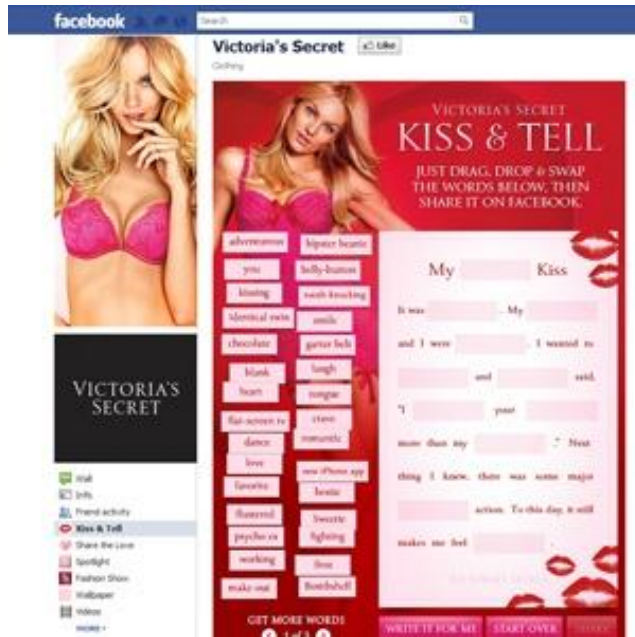 facebook
Search
Victoria's Secret Like
Clothing
VICTORIA'S SECRET
KISS & TELL
JUST DRAG, DROP & SWAP
THE WORDS BELOW, THEN
SHARE IT ON FACEBOOK.
adventurous hipster beanie
you belly-button
kissing
identical twin smile
chocolate garter belt
blank laugh
heart tongue
flat-screen tv crave
dance romantic
love new iPhone app
favorite bestie
flustered Sweetie
psycho ex fighting
working
make out Bombshell
GET MORE WORDS
1 of 3
My Kiss
It was . My
and I were . I wanted to
and said,
"I your
more than my ." Next
thing I knew, there was some major
action. To this day, it still
makes me feel .
WRITE IT FOR ME START OVER
VICTORIA'S
SECRET
Wall
Info
Friend activity
Kiss & Tell
Share the Love
Spotlight
Fashion Show
Wallpaper
Videos
MORE